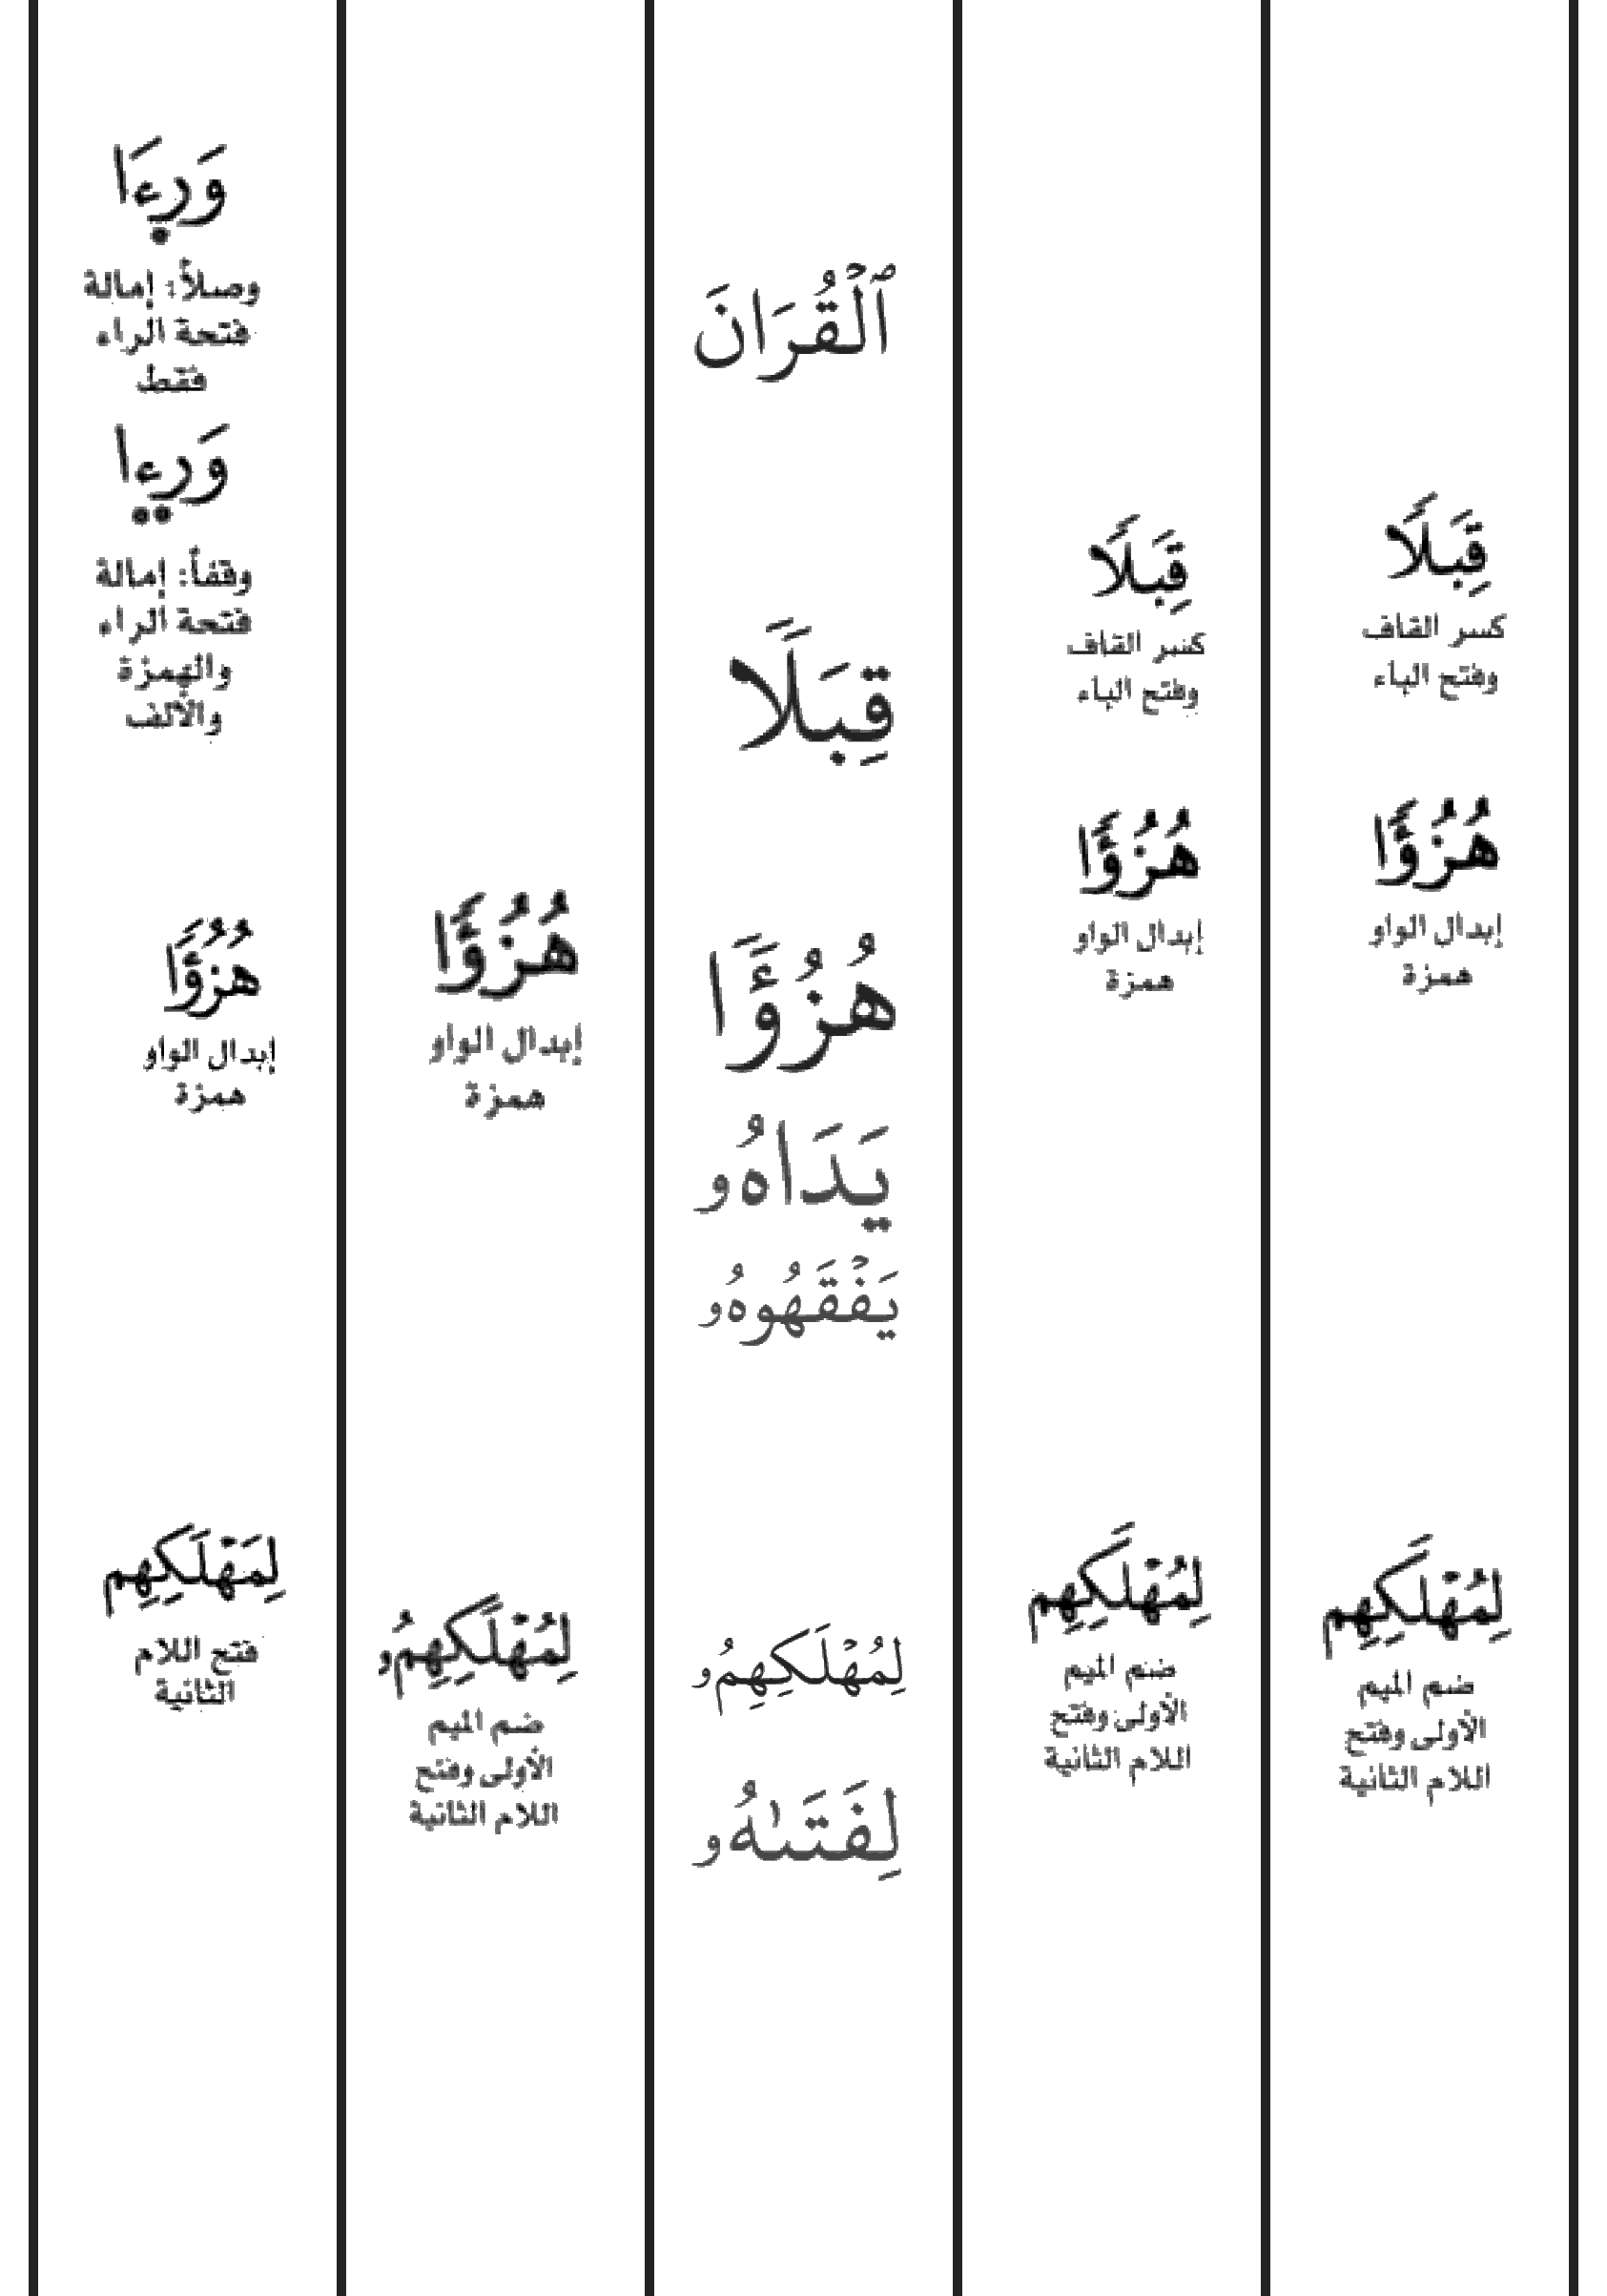 قِبَلًا
كسر القاف
وفتح الباء
هُزُؤًا
إبدال الواو
همزة
لِمُهۡلَكِهِم
ضم الميم
الأولى وفتح
اللام الثانية
قِبَلًا
كسر القاف
وفتح الباء
هُزُؤًا
إبدال الواو
همزة
لِمُهۡلَكِهِم
ضم الميم
الأولى وفتح
اللام الثانية
ٱلۡقُرَانَ
قِبَلًا
هُزُؤًا
يَدَاهُۥ
يَفۡقَهُوهُۥ
لِمُهۡلَكِهِمُۥ
لِفَتَىٰهُۥ
هُزُؤًا
إبدال الواو
همزة
لِمُهۡلَكِهِمُۥ
ضم الميم
الأولى وفتح
اللام الثانية
وَرءَا
وصلاً: إمالة
فتحة الراء
فقط
وَرءا
وقفاً: إمالة
فتحة الراء
والهمزة
والألف
هُزُؤًا
إبدال الواو
همزة
لِمَهۡلَكِهِم
فتح اللام
الثانية